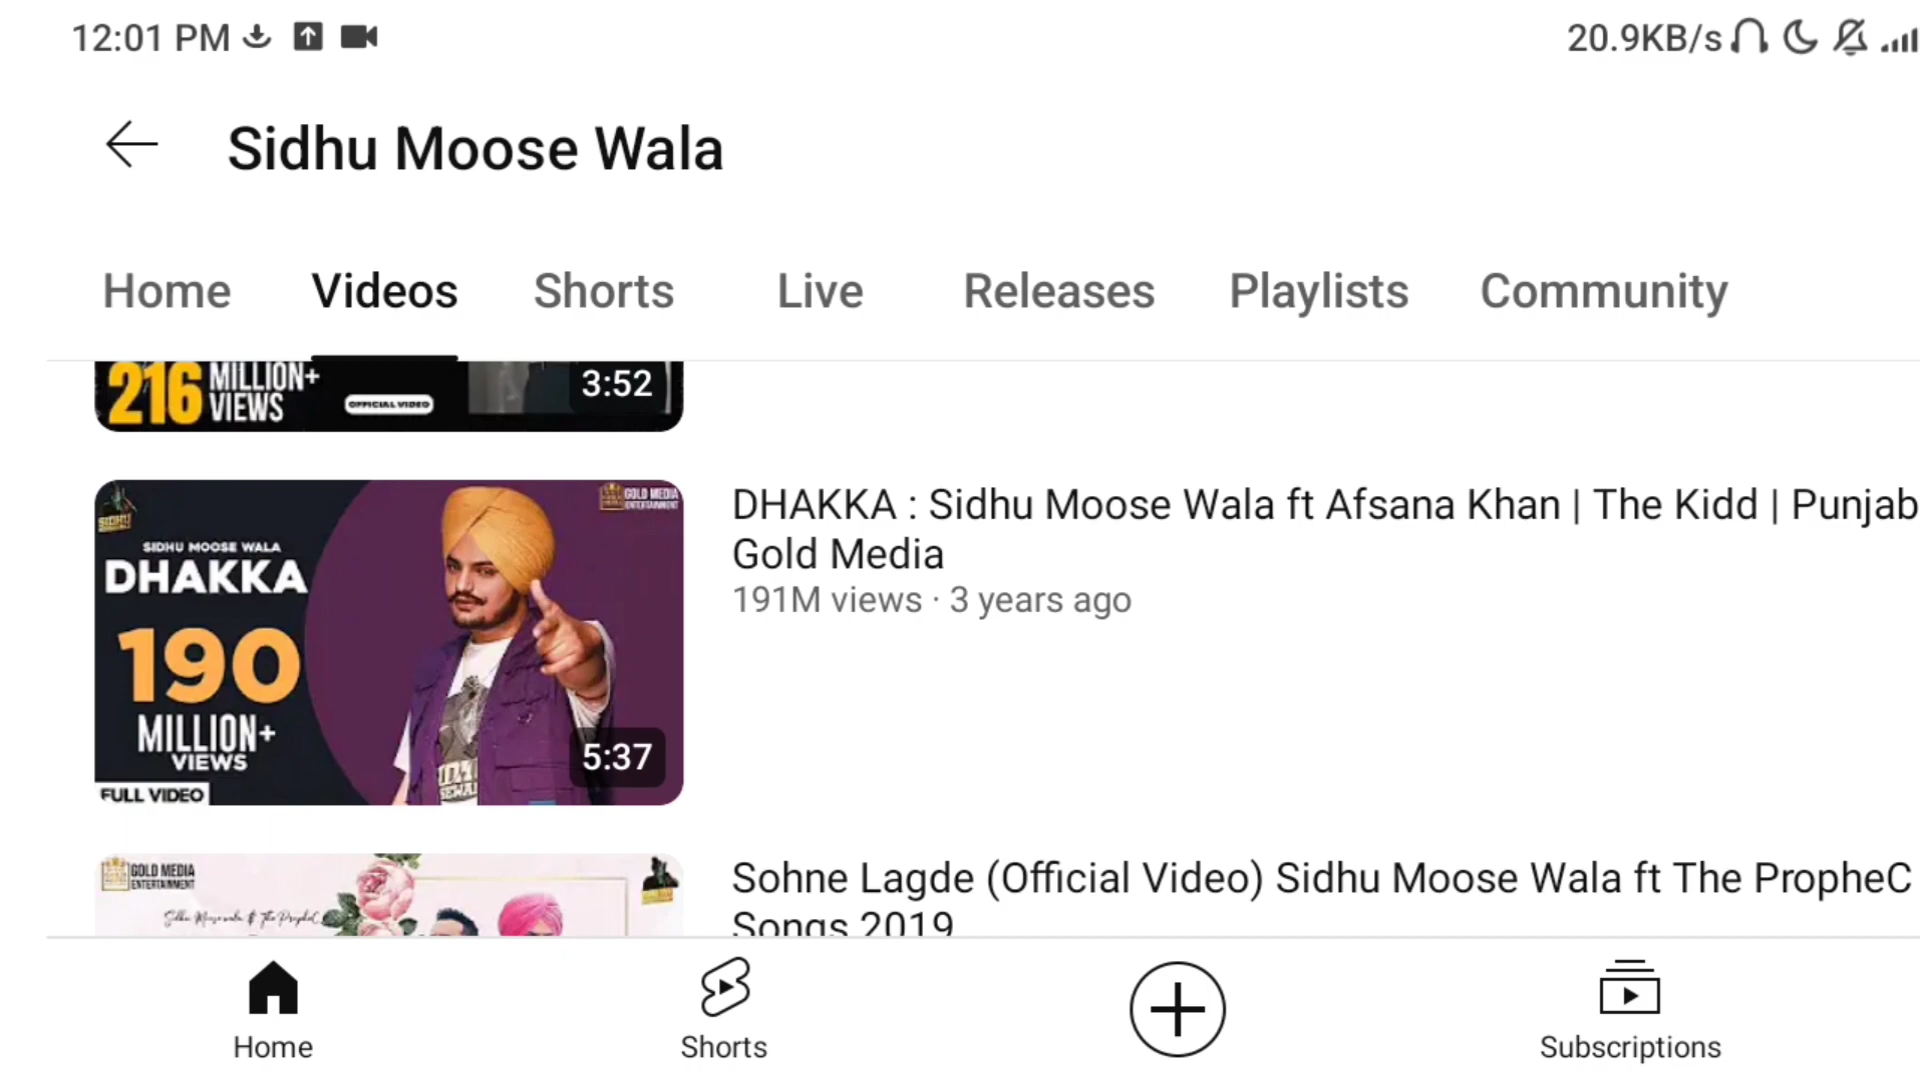 12:01 PM
20.9KB/s
Sidhu Moose Wala
Home Videos Shorts Live Releases Playlists Community
216 MILLION+
VIEWS
OFFICIAL VIDEO
3:52
GOLD MEDIA
ENTERTAINMENT
SIDHU MOOSE WALA
DHAKKA
190
MILLION+
VIEWS
FULL VIDEO
5:37
DHAKKA : Sidhu Moose Wala ft Afsana Khan | The Kidd | Punjab
Gold Media
191M views · 3 years ago
GOLD MEDIA
ENTERTAINMENT
Sohne Lagde (Official Video) Sidhu Moose Wala ft The PropheC
Songs 2019
Home
Shorts
Subscriptions